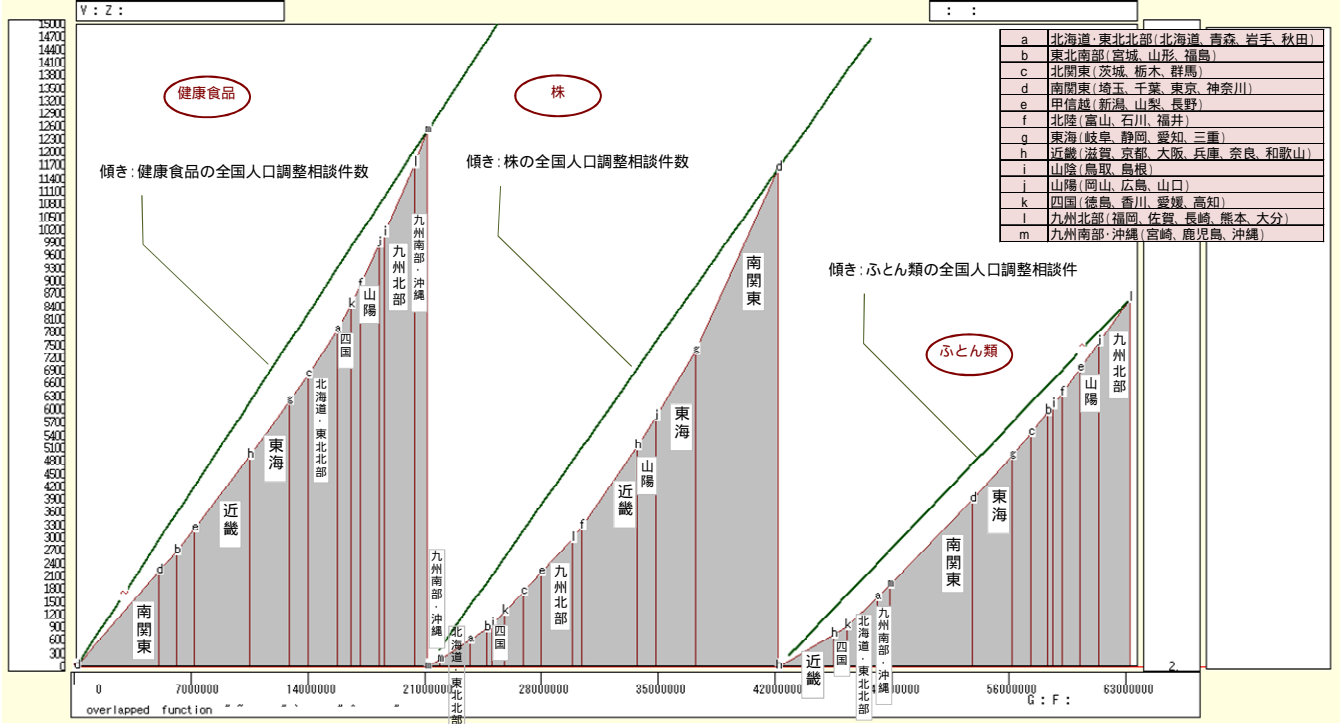 V : Z :
: :
15000
14700
14400
14100
13800
13500
13200
12900
12600
12300
12000
11700
11400
11100
10800
10500
10200
9900
9600
9300
9000
8700
8400
8100
7800
7500
7200
6900
6600
6300
6000
5700
5400
5100
4800
4500
4200
3900
3600
3300
3000
2700
2400
2100
1800
1500
1200
900
600
300
0
健康食品
株
ふとん類
傾き：健康食品の全国人口調整相談件数
傾き：株の全国人口調整相談件数
傾き：ふとん類の全国人口調整相談件
a 北海道・東北北部（北海道、青森、岩手、秋田）
b 東北南部（宮城、山形、福島）
c 北関東（茨城、栃木、群馬）
d 南関東（埼玉、千葉、東京、神奈川）
e 甲信越（新潟、山梨、長野）
f 北陸（富山、石川、福井）
g 東海（岐阜、静岡、愛知、三重）
h 近畿（滋賀、京都、大阪、兵庫、奈良、和歌山）
i 山陰（鳥取、島根）
j 山陽（岡山、広島、山口）
k 四国（徳島、香川、愛媛、高知）
l 九州北部（福岡、佐賀、長崎、熊本、大分）
m 九州南部・沖縄（宮崎、鹿児島、沖縄）
d
d
b
e
h
g
c
a
k
f
j
i
l
m
南関東
近畿
東海
北海道・東北北部
四国
山陽
九州北部
九州南部・沖縄
m
m
a
b
i
k
c
e
l
f
h
j
g
d
九州南部・沖縄
北海道・東北北部
四国
九州北部
近畿
山陽
東海
南関東
h
h
k
a
m
d
g
c
b
i
f
e
j
l
近畿
四国
北海道・東北北部
九州南部・沖縄
南関東
東海
山陽
九州北部
0 7000000 14000000 21000000 28000000 35000000 42000000 56000000 63000000
2.
G : F :
overlapped function